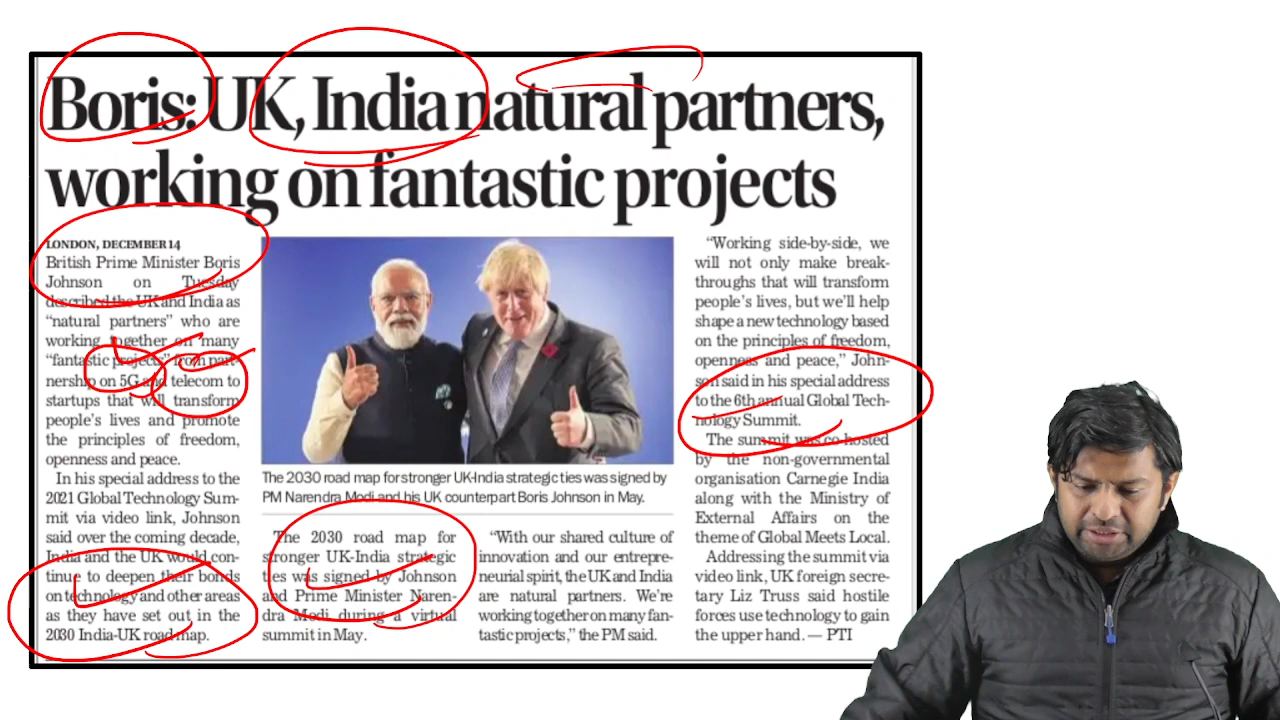 Boris: UK, India natural partners,
working on fantastic projects
LONDON, DECEMBER 14
British Prime Minister Boris
Johnson on Tuesday
described the UK and India as
“natural partners” who are
working together on many
“fantastic projects” from part-
nership on 5G and telecom to
startups that will transform
people's lives and promote
the principles of freedom,
openness and peace.
In his special address to the
2021 Global Technology Sum-
mit via video link, Johnson
said over the coming decade,
India and the UK would con-
tinue to deepen their bonds
on technology and other areas
as they have set out in the
2030 India-UK road map.
The 2030 road map for stronger UK-India strategic ties was signed by
PM Narendra Modi and his UK counterpart Boris Johnson in May.
The 2030 road map for
stronger UK-India strategic
ties was signed by Johnson
and Prime Minister Naren-
dra Modi during a virtual
summit in May.
“With our shared culture of
innovation and our entrepre-
neurial spirit, the UK and India
are natural partners. We're
working together on many fan-
tastic projects,” the PM said.
“Working side-by-side, we
will not only make break-
throughs that will transform
people's lives, but we'll help
shape a new technology based
on the principles of freedom,
openness and peace,” John-
son said in his special address
to the 6th annual Global Tech-
nology Summit.
The summit was co-hosted
by the non-governmental
organisation Carnegie India
along with the Ministry of
External Affairs on the
theme of Global Meets Local.
Addressing the summit via
video link, UK foreign secre-
tary Liz Truss said hostile
forces use technology to gain
the upper hand. — PTI